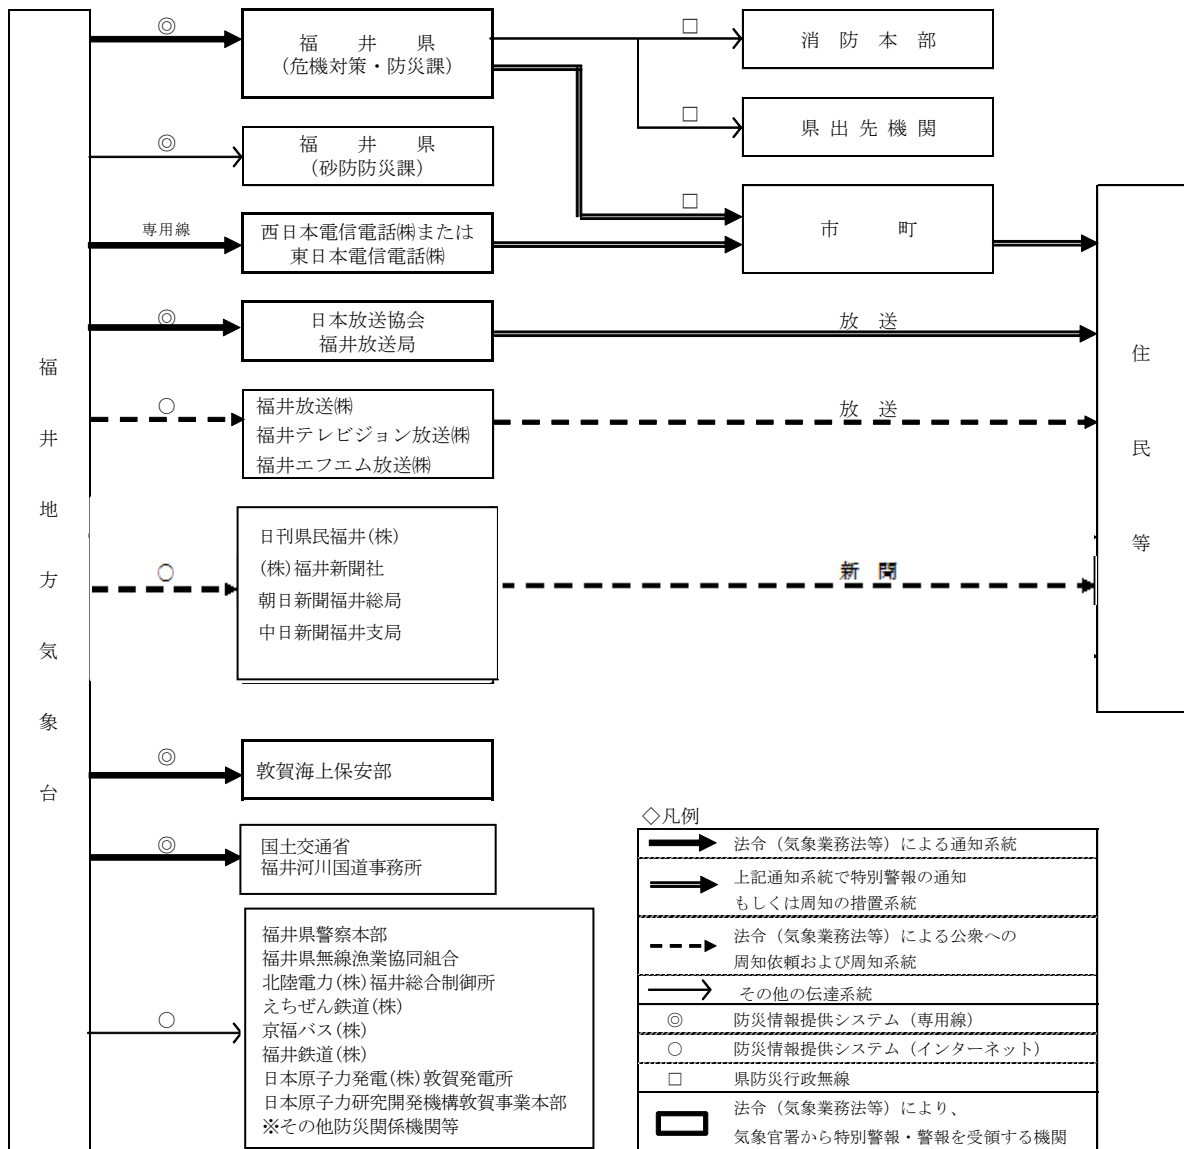 福井地方気象台
◎
福井県
(危機対策・防災課)
□
消防本部
□
県出先機関
◎
福井県
(砂防防災課)
□
市町
専用線
西日本電信電話㈱または
東日本電信電話㈱
◎
日本放送協会
福井放送局
放送
○
福井放送㈱
福井テレビジョン放送㈱
福井エフエム放送㈱
放送
○
日刊県民福井(株)
(株)福井新聞社
朝日新聞福井総局
中日新聞福井支局
新聞
住民等
◎
敦賀海上保安部
◎
国土交通省
福井河川国道事務所
○
福井県警察本部
福井県無線漁業協同組合
北陸電力(株)福井総合制御所
えちぜん鉄道(株)
京福バス(株)
福井鉄道(株)
日本原子力発電(株)敦賀発電所
日本原子力研究開発機構敦賀事業本部
※その他防災関係機関等
◇凡例
法令（気象業務法等）による通知系統
上記通知系統で特別警報の通知
もしくは周知の措置系統
法令（気象業務法等）による公衆への
周知依頼および周知系統
その他の伝達系統
◎ 防災情報提供システム（専用線）
○ 防災情報提供システム（インターネット）
□ 県防災行政無線
法令（気象業務法等）により、
気象官署から特別警報・警報を受領する機関